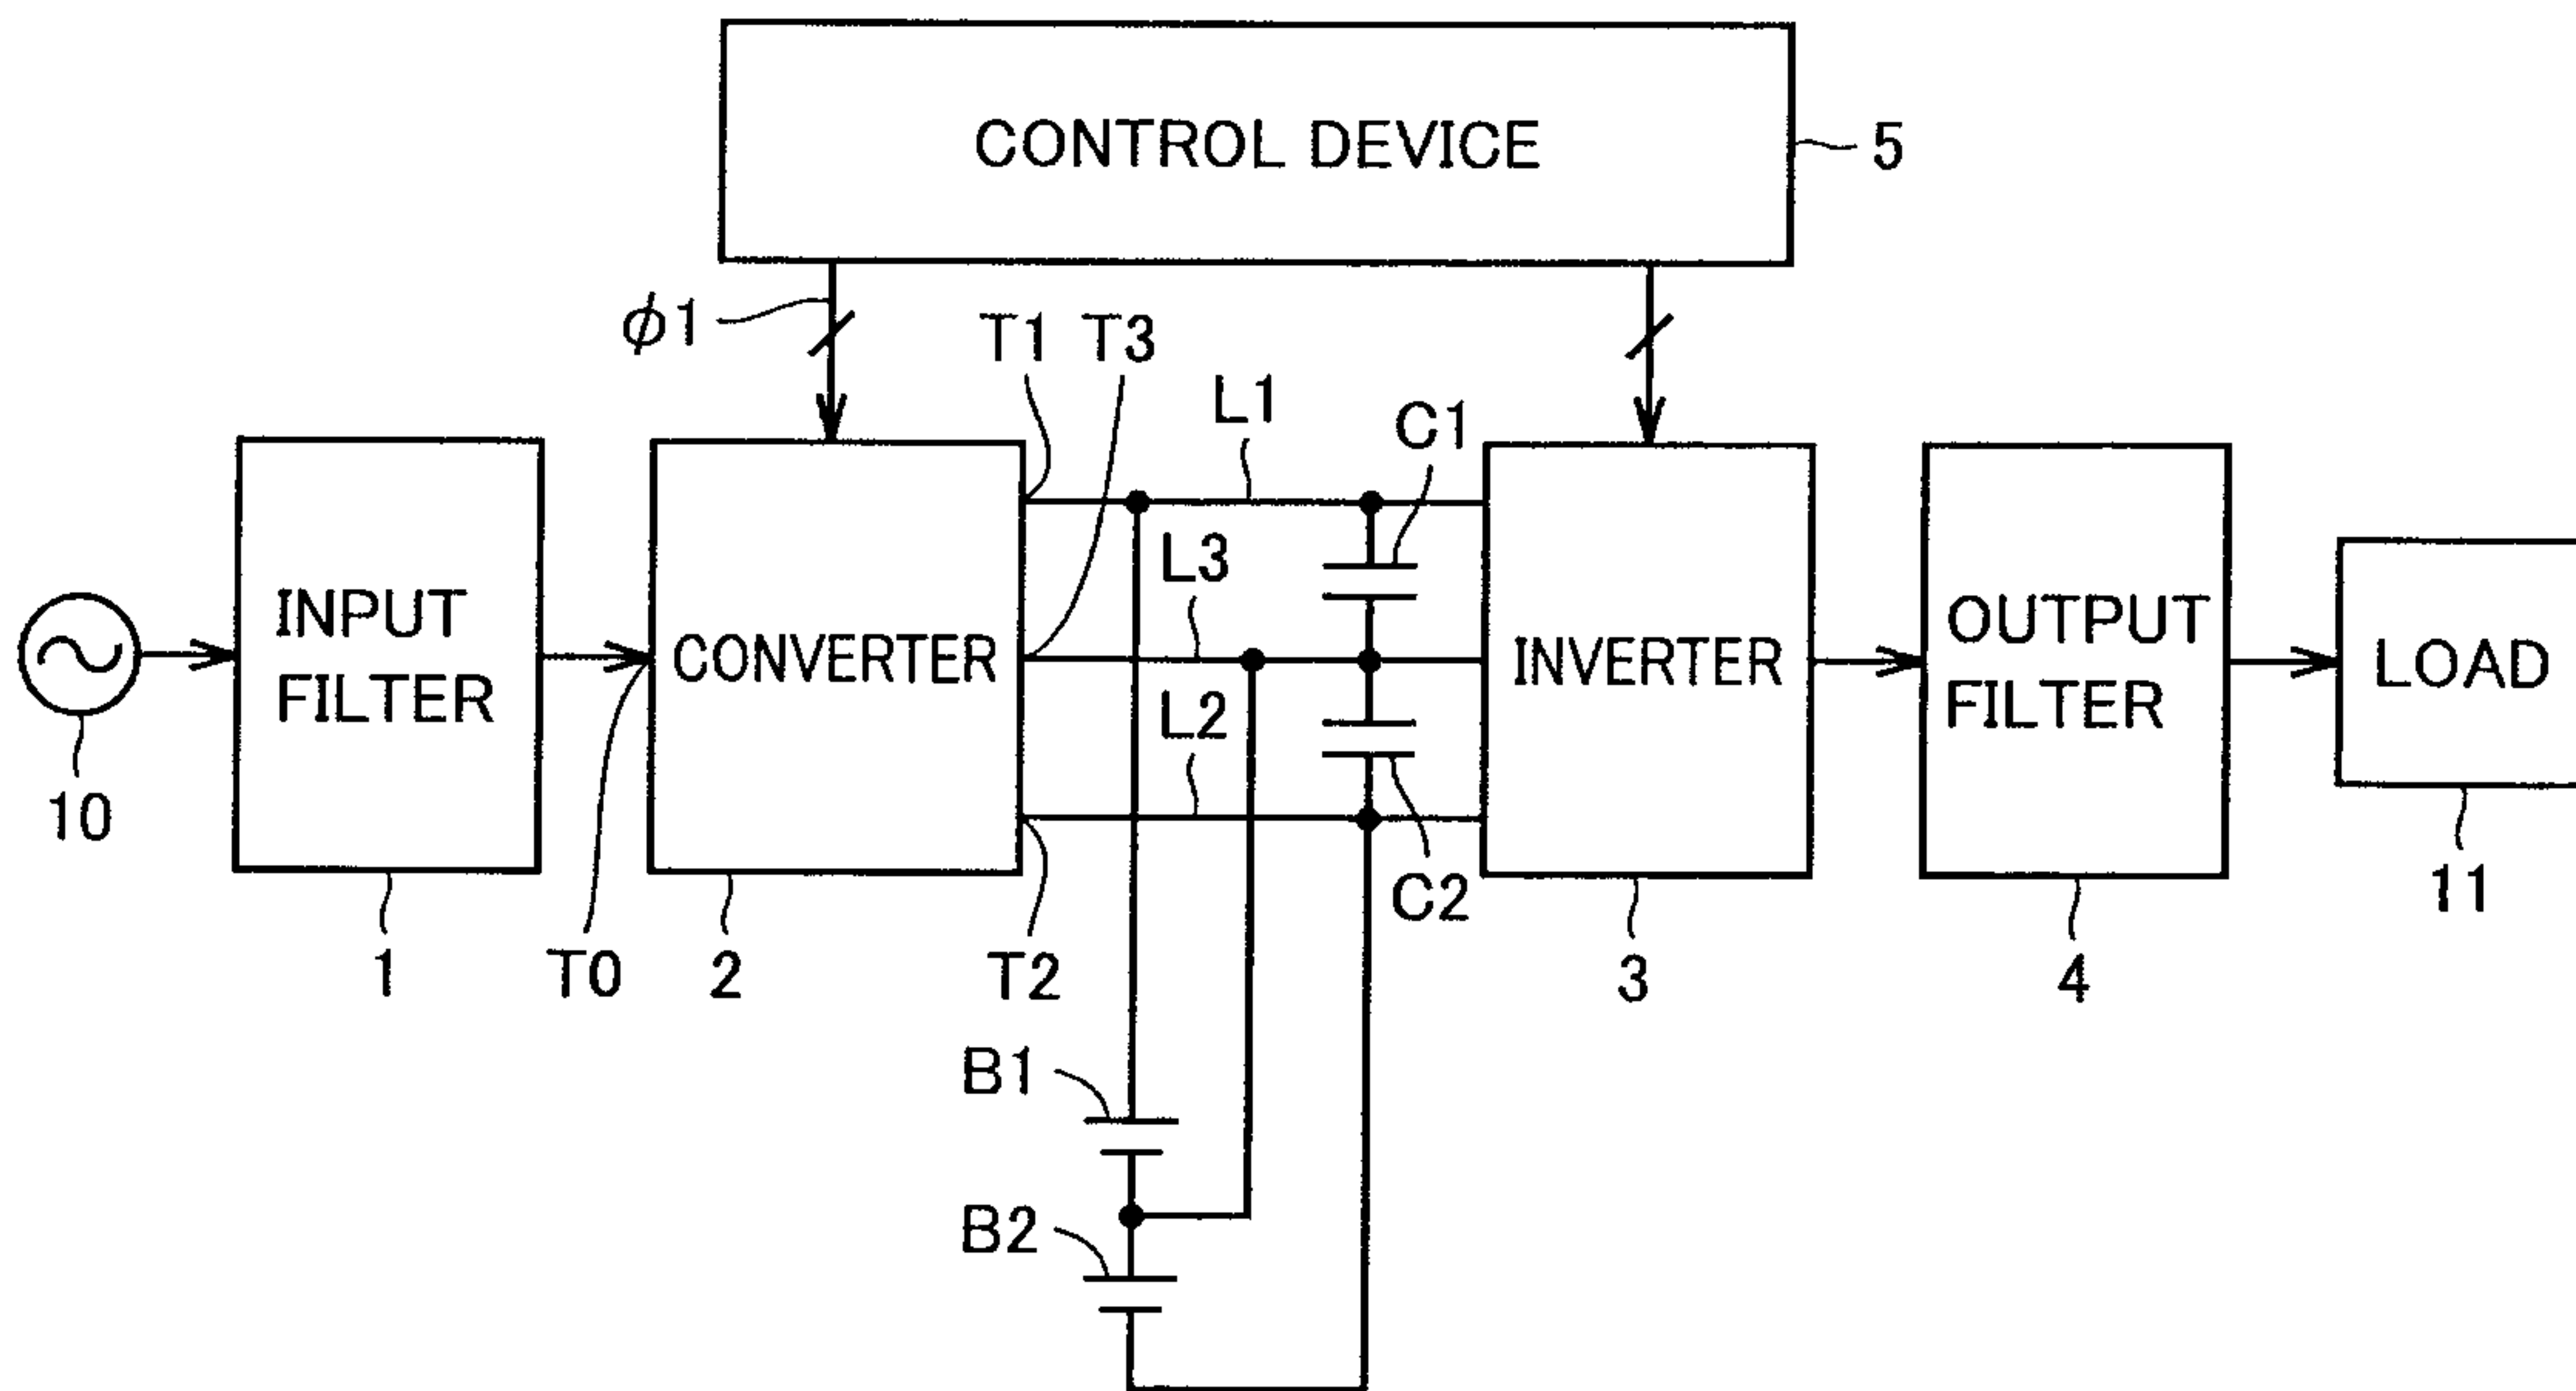 CONTROL DEVICE
5
ϕ1
T1
T3
L1
C1
L3
INPUT
FILTER
CONVERTER
INVERTER
OUTPUT
FILTER
LOAD
L2
10
C2
11
1
T0
2
T2
3
4
B1
B2